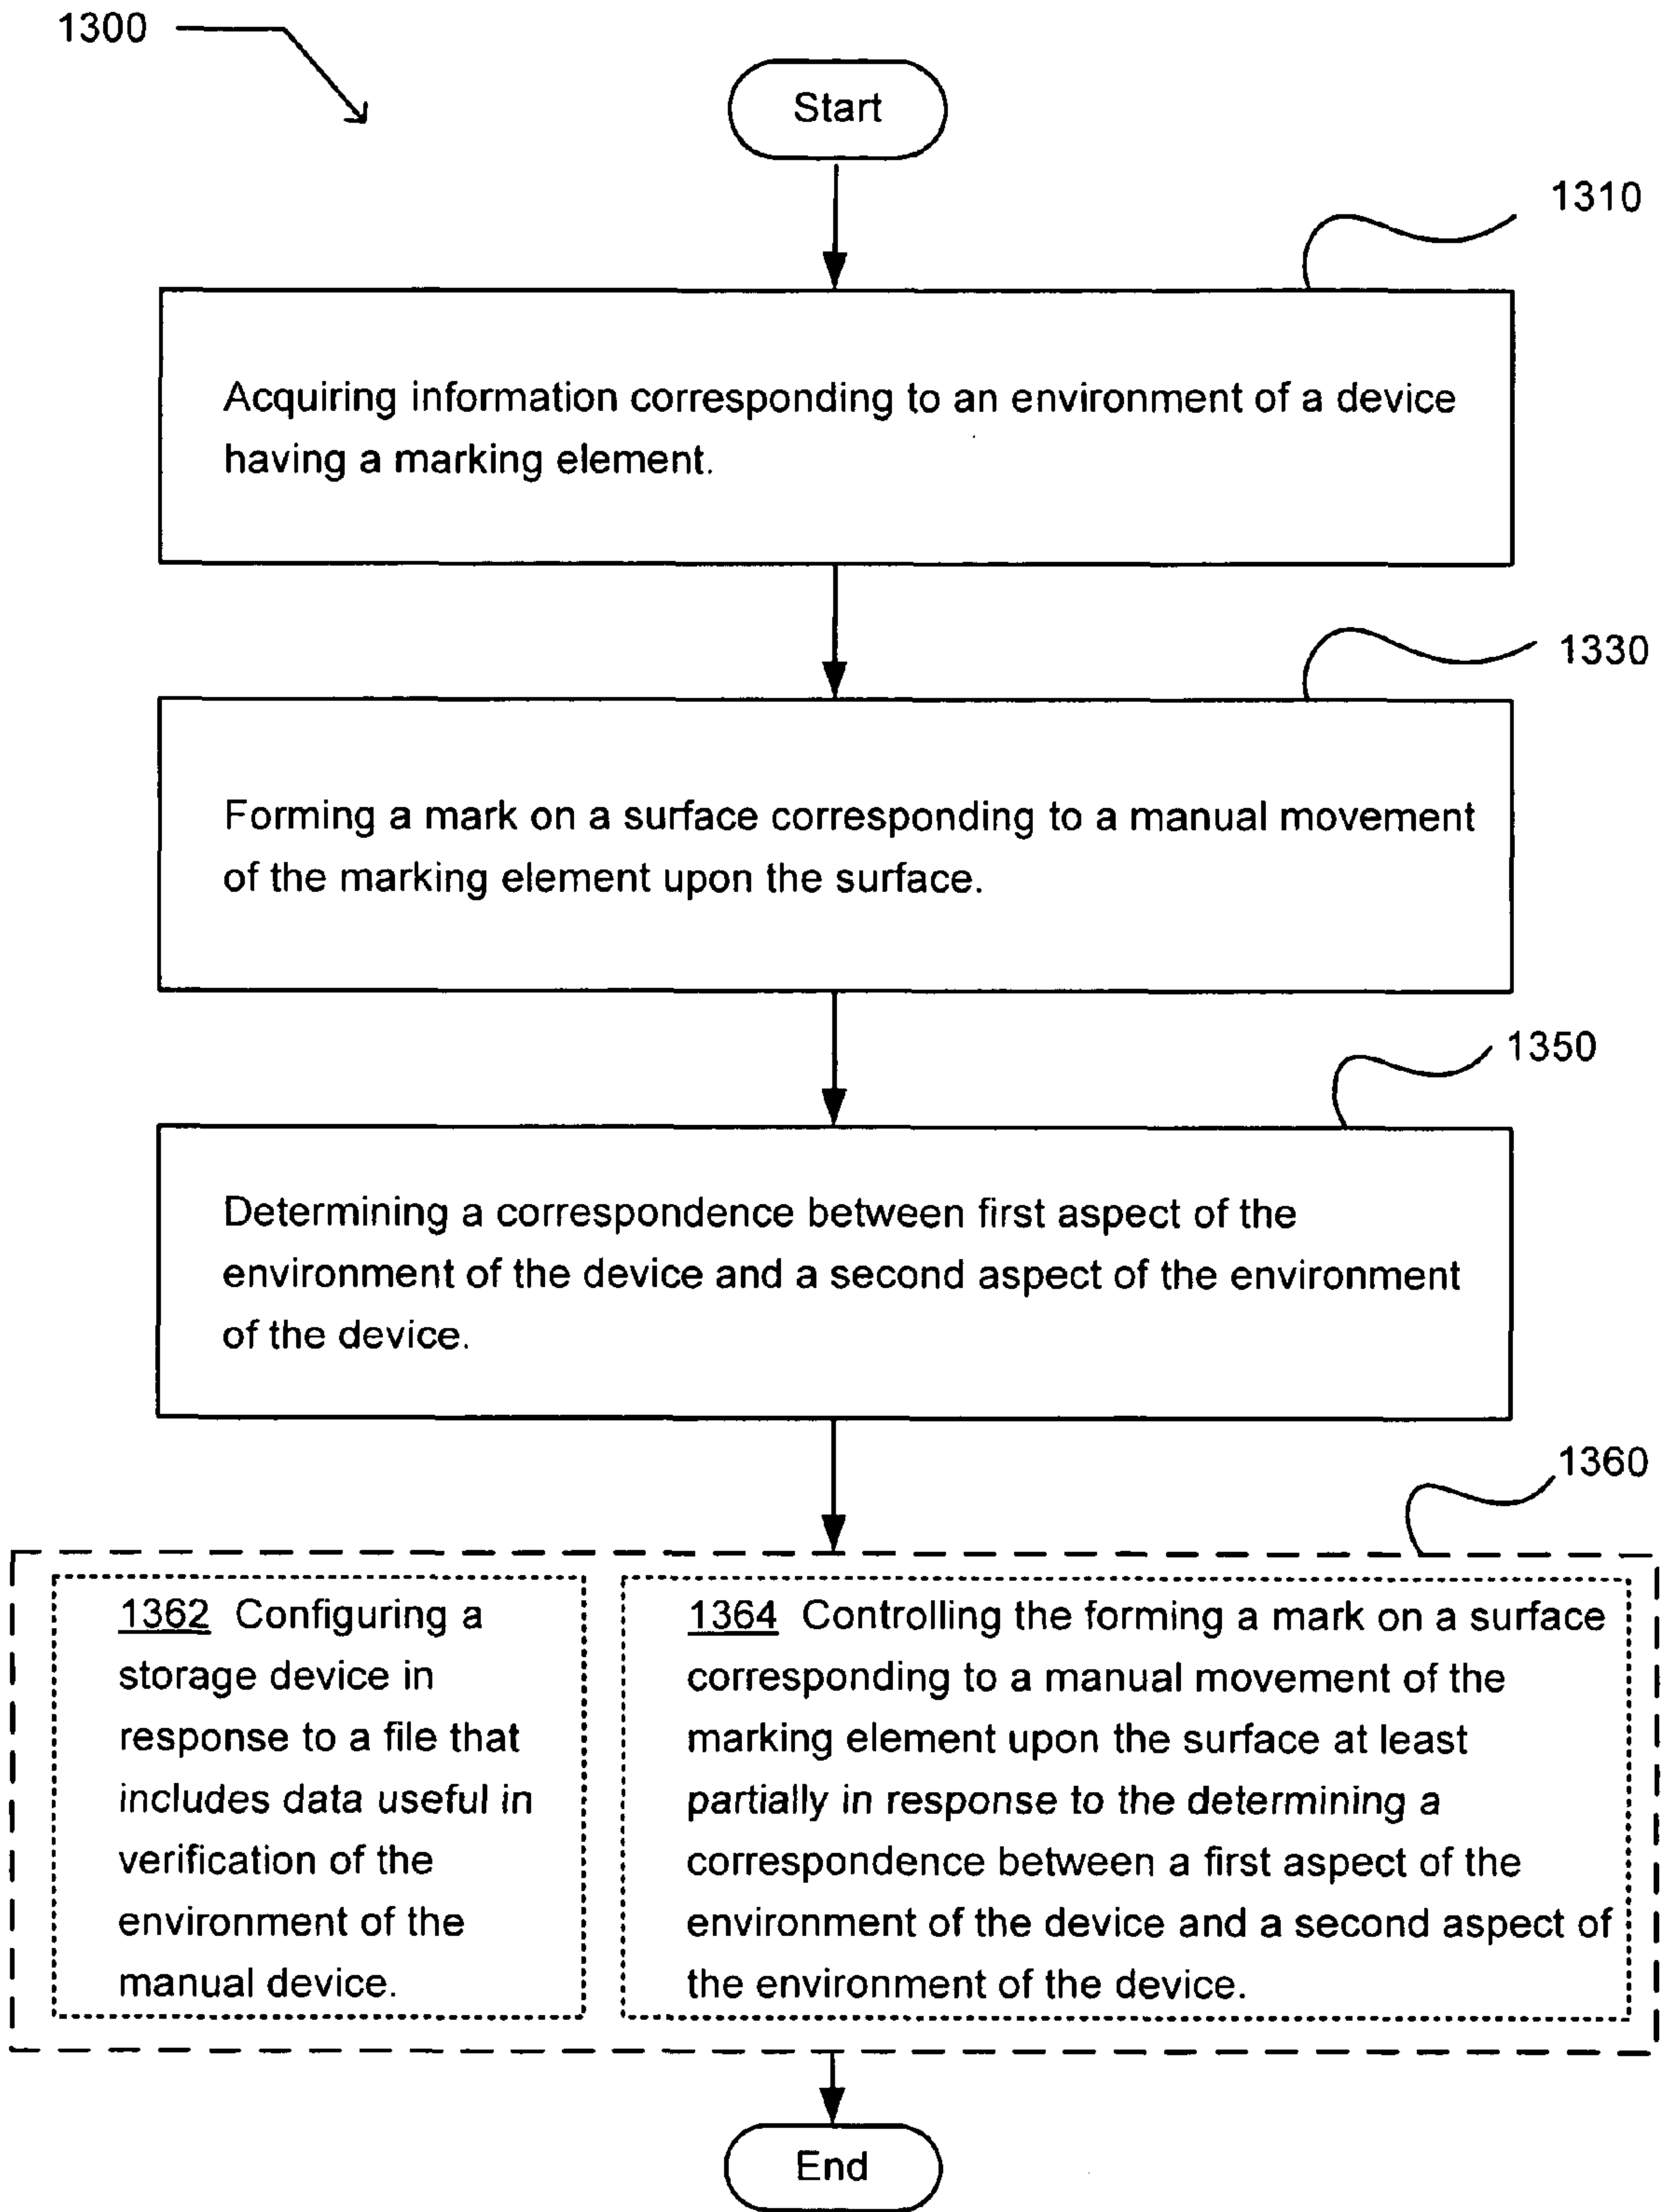 1300
Start
1310
Acquiring information corresponding to an environment of a device
having a marking element.
1330
Forming a mark on a surface corresponding to a manual movement
of the marking element upon the surface.
1350
Determining a correspondence between first aspect of the
environment of the device and a second aspect of the environment
of the device.
1360
1362 Configuring a
storage device in
response to a file that
includes data useful in
verification of the
environment of the
manual device.
1364 Controlling the forming a mark on a surface
corresponding to a manual movement of the
marking element upon the surface at least
partially in response to the determining a
correspondence between a first aspect of the
environment of the device and a second aspect of
the environment of the device.
End